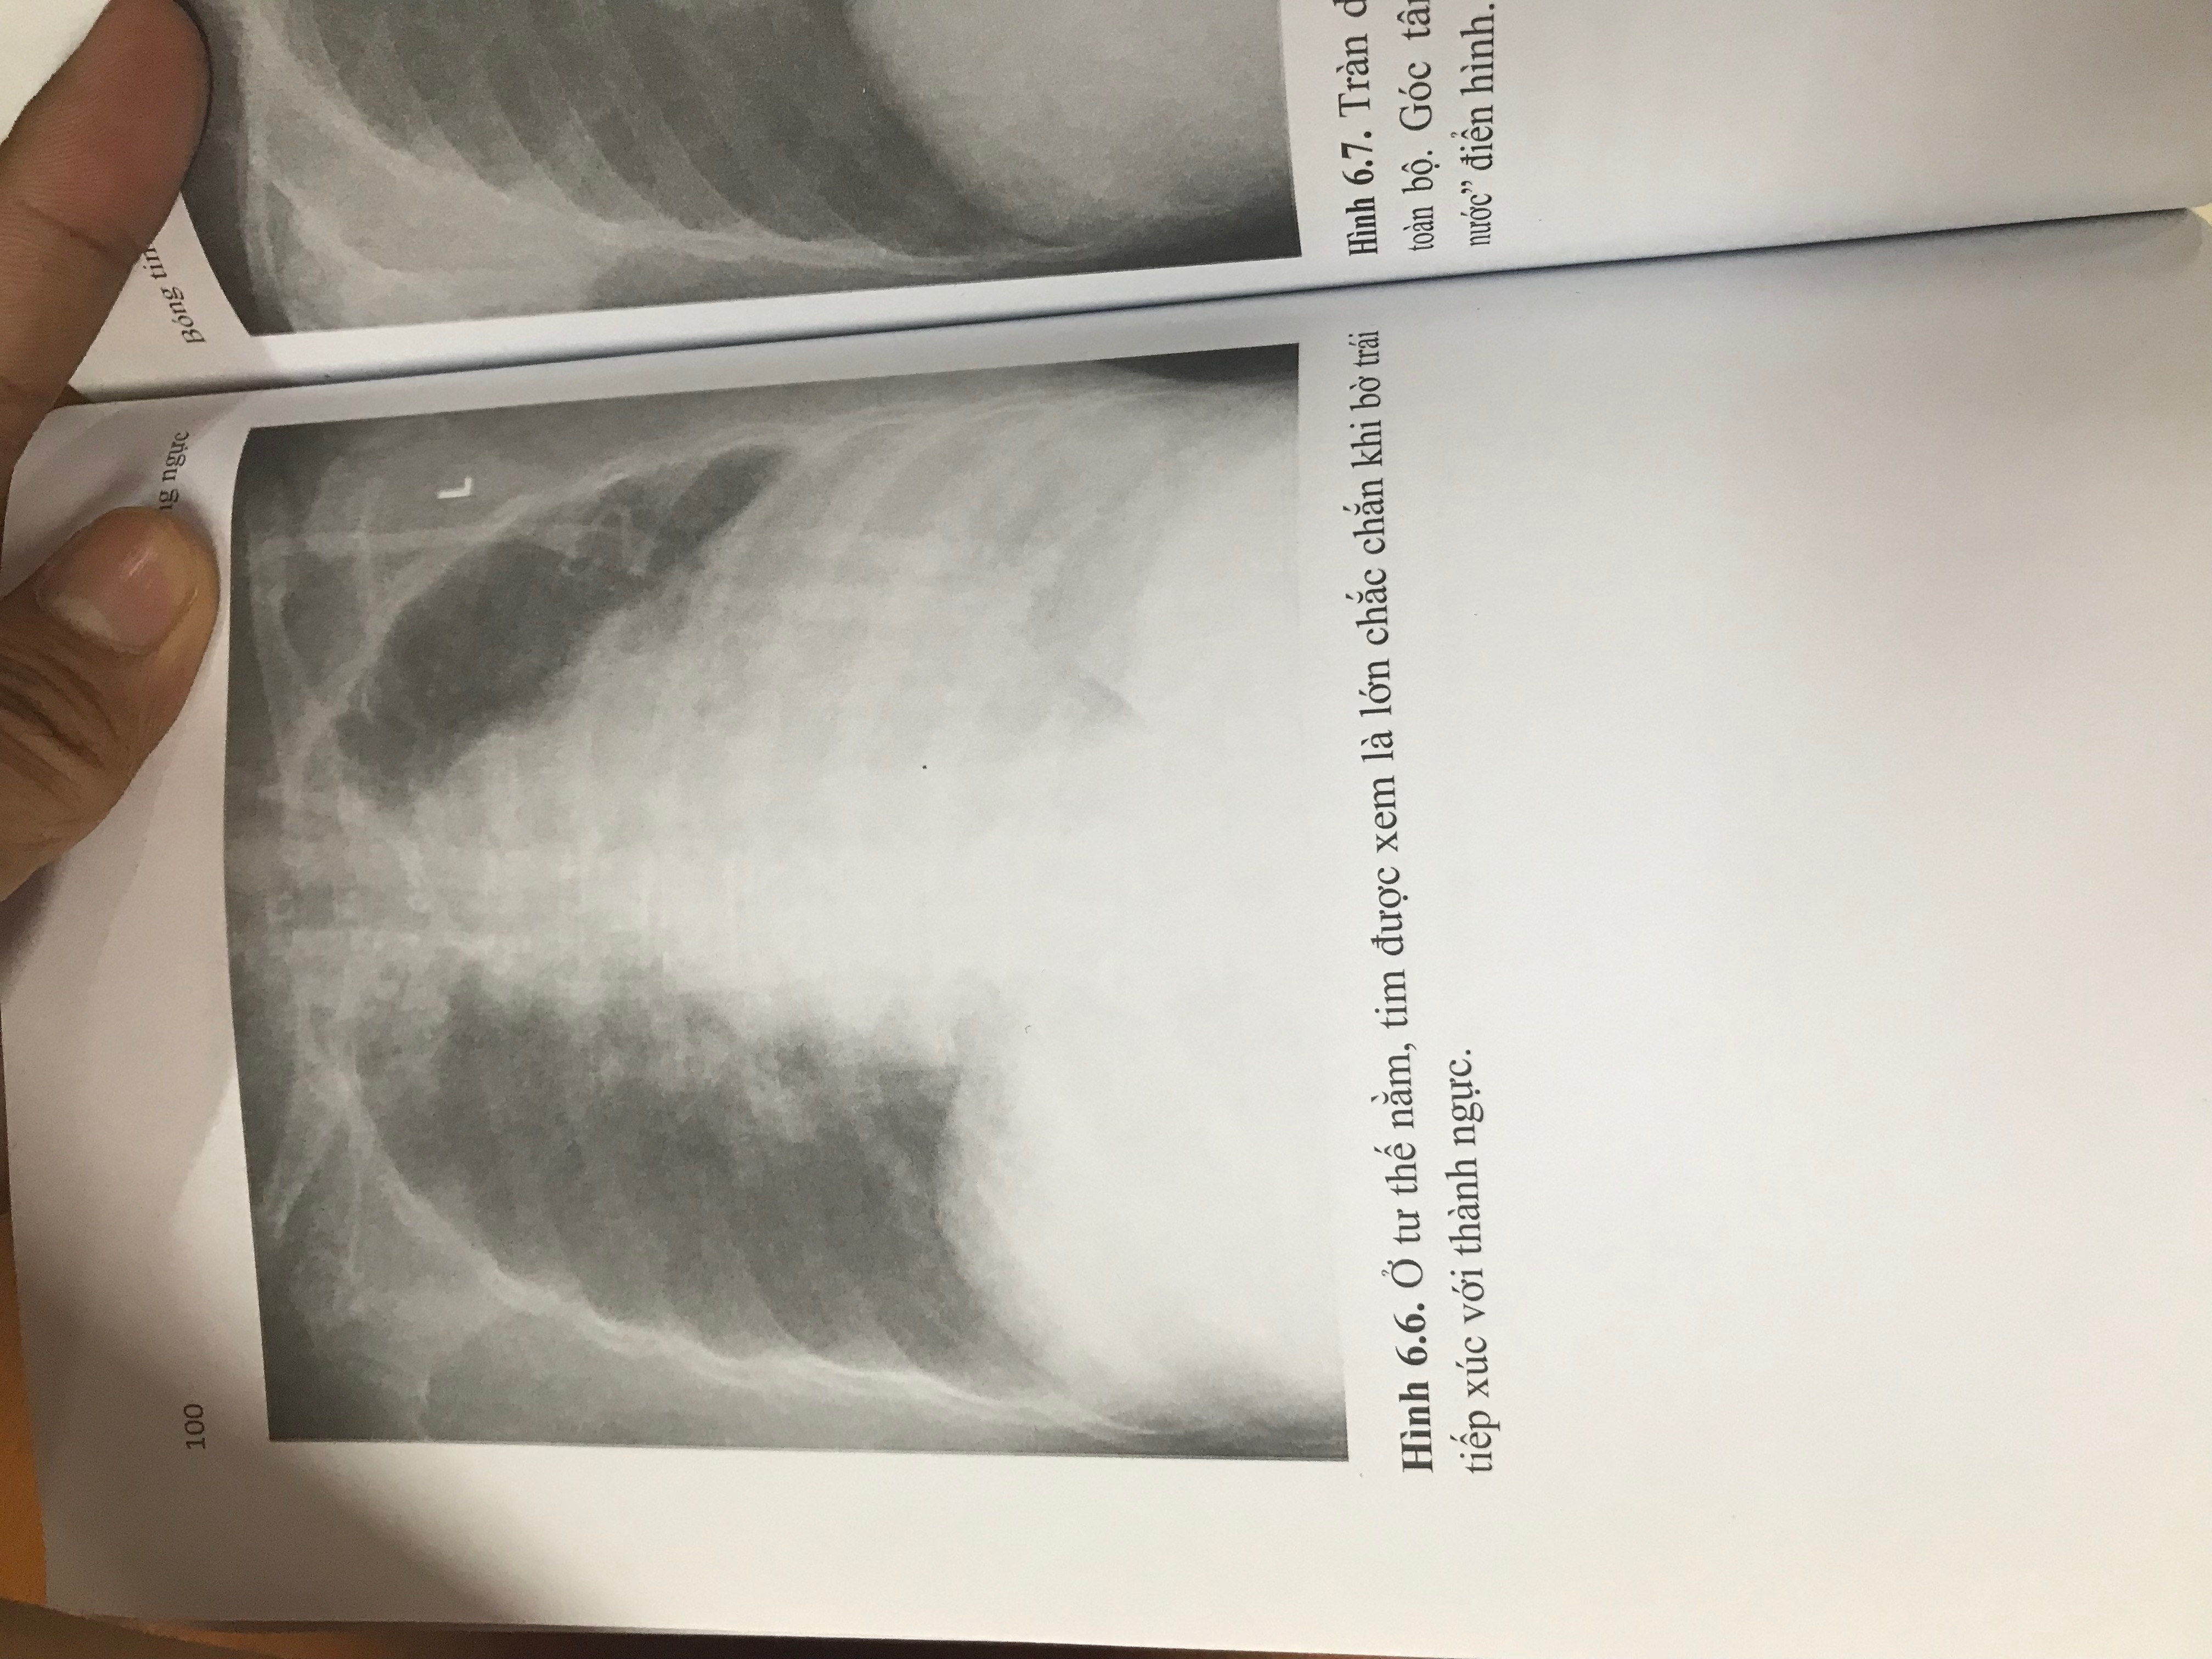 100
ngực
Bóng
L
Hình 6.6. Ở tư thế nằm, tim được xem là lớn chắc chắn khi bờ trái
tiếp xúc với thành ngực.
Hình 6.7. Tràn
toàn bộ. Góc
nước” điển hình.